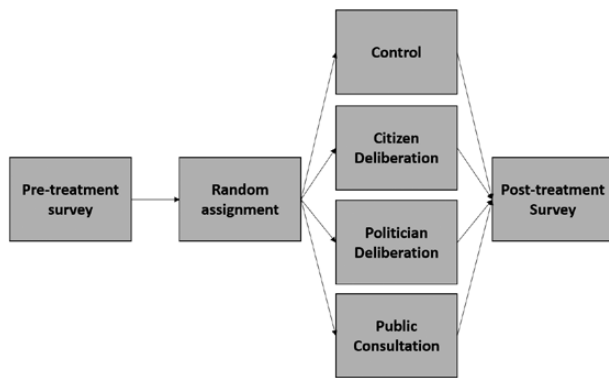 Pre-treatment
survey
Random
assignment
Control
Citizen
Deliberation
Politician
Deliberation
Public
Consultation
Post-treatment
Survey